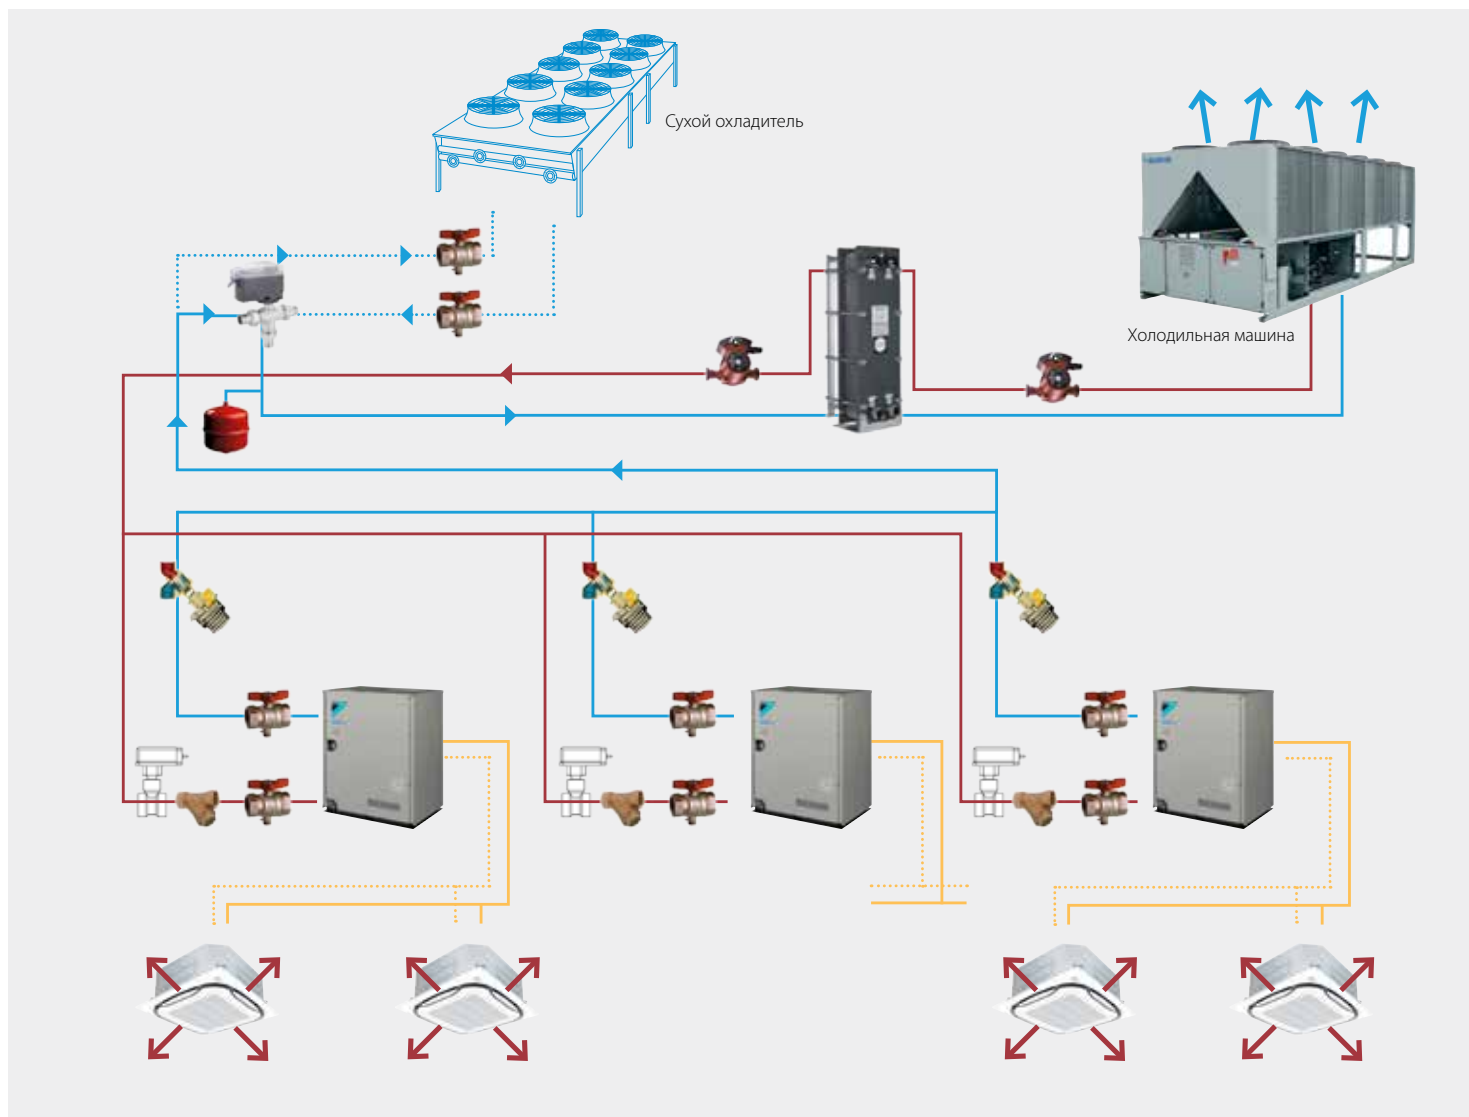 Сухой охладитель
Холодильная машина